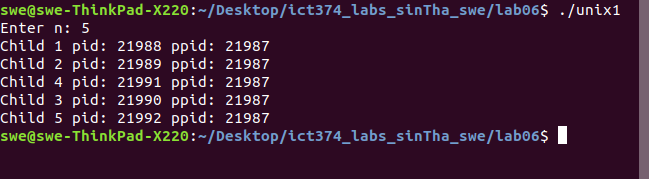 swe@swe-ThinkPad-X220:~/Desktop/ict374_labs_sinTha_swe/lab06$ ./unix1
Enter n: 5
Child 1 pid: 21988 ppid: 21987
Child 2 pid: 21989 ppid: 21987
Child 4 pid: 21991 ppid: 21987
Child 3 pid: 21990 ppid: 21987
Child 5 pid: 21992 ppid: 21987
swe@swe-ThinkPad-X220:~/Desktop/ict374_labs_sinTha_swe/lab06$